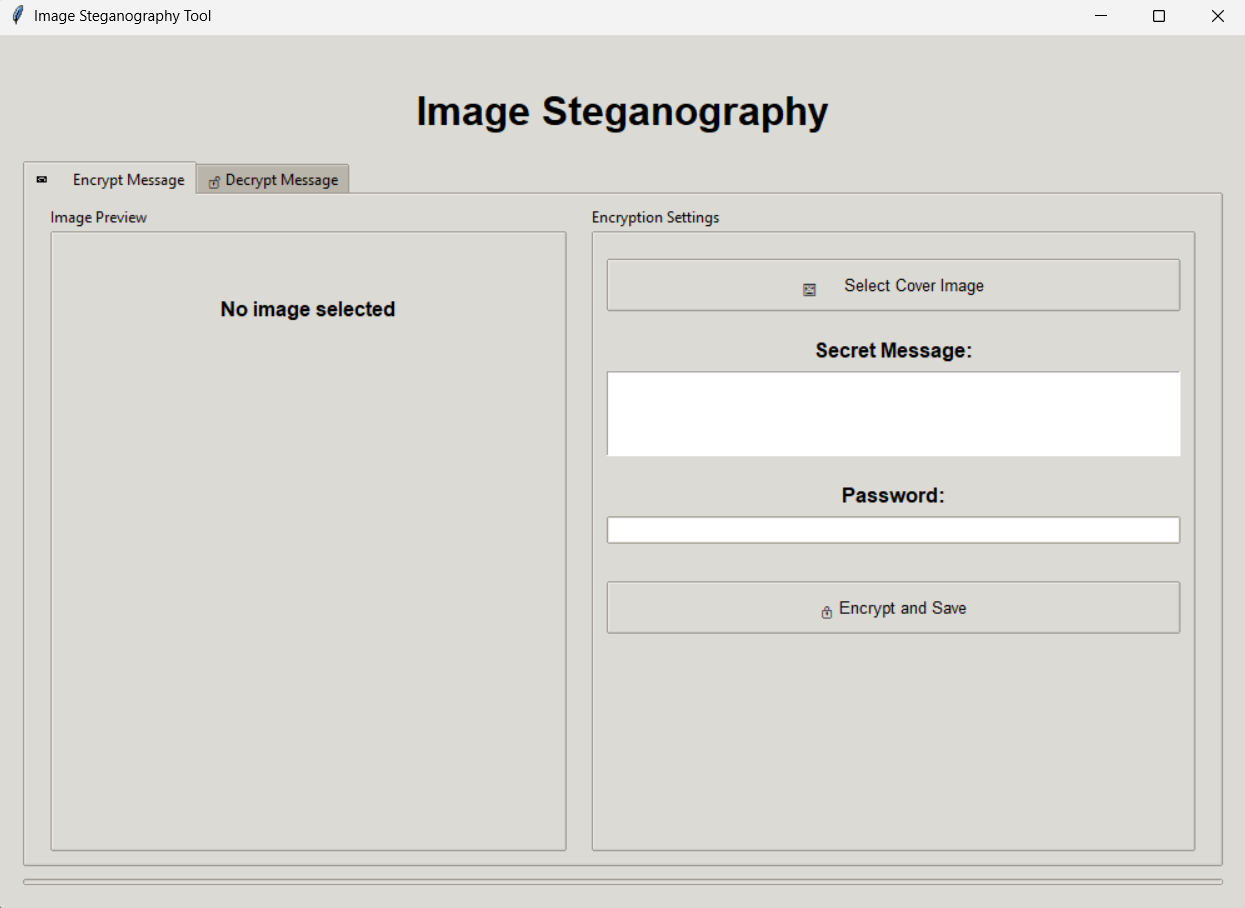 Image Steganography Tool
Image Steganography
Encrypt Message
Decrypt Message
Image Preview
No image selected
Encryption Settings
Select Cover Image
Secret Message:
Password:
Encrypt and Save